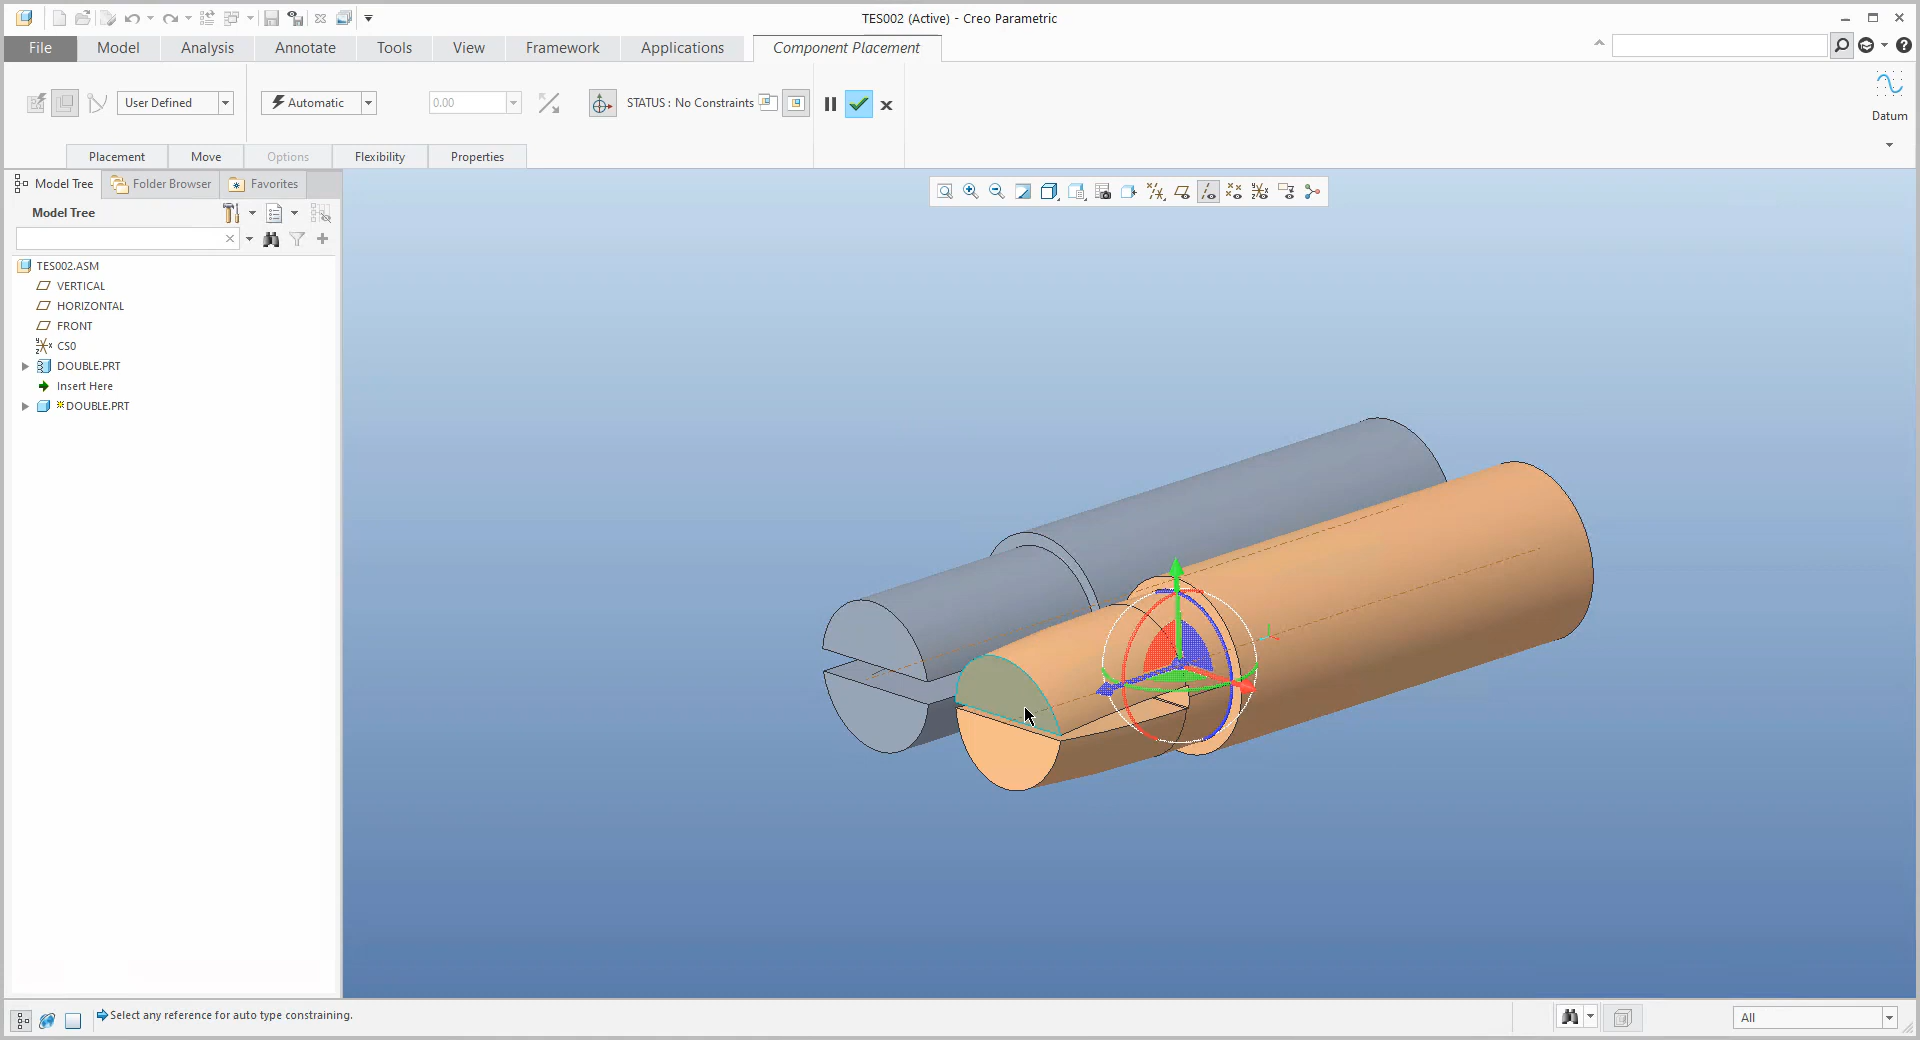 TES002 (Active) - Creo Parametric
File Model Analysis Annotate Tools View Framework Applications Component Placement
User Defined Automatic 0.00 STATUS : No Constraints
Datum
Placement Move Options Flexibility Properties
Model Tree Folder Browser Favorites
Model Tree
TES002.ASM
VERTICAL
HORIZONTAL
FRONT
CS0
DOUBLE.PRT
Insert Here
DOUBLE.PRT
Select any reference for auto type constraining.
All